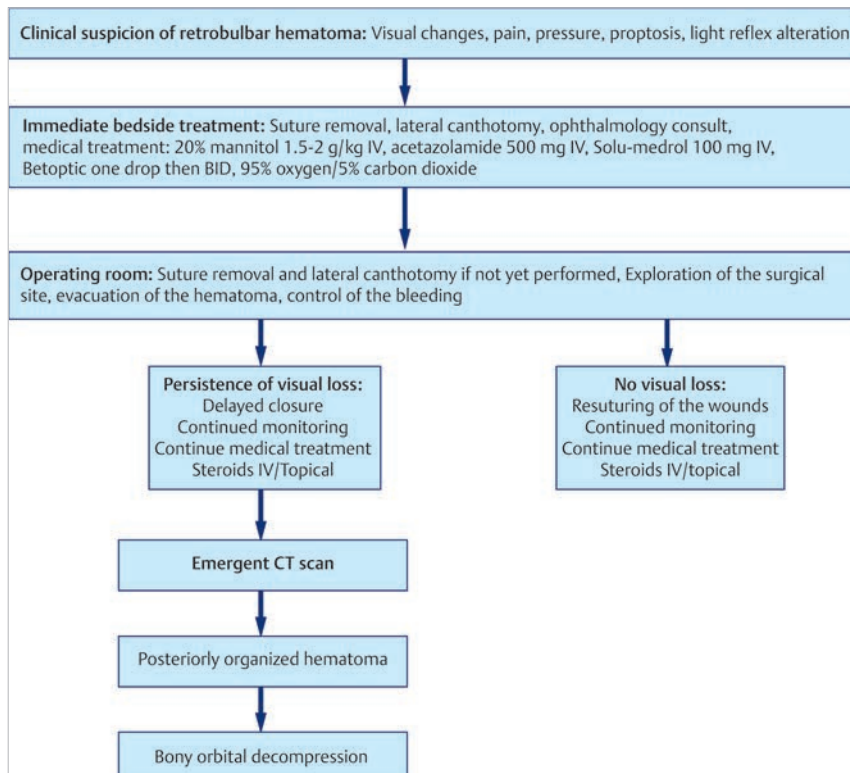 Clinical suspicion of retrobulbar hematoma: Visual changes, pain, pressure, proptosis, light reflex alteration
Immediate bedside treatment: Suture removal, lateral canthotomy, ophthalmology consult,
medical treatment: 20% mannitol 1.5-2 g/kg IV, acetazolamide 500 mg IV, Solu-medrol 100 mg IV,
Betoptic one drop then BID, 95% oxygen/5% carbon dioxide
Operating room: Suture removal and lateral canthotomy if not yet performed, Exploration of the surgical
site, evacuation of the hematoma, control of the bleeding
Persistence of visual loss:
Delayed closure
Continued monitoring
Continue medical treatment
Steroids IV/Topical
No visual loss:
Resuturing of the wounds
Continued monitoring
Continue medical treatment
Steroids IV/topical
Emergent CT scan
Posteriorly organized hematoma
Bony orbital decompression